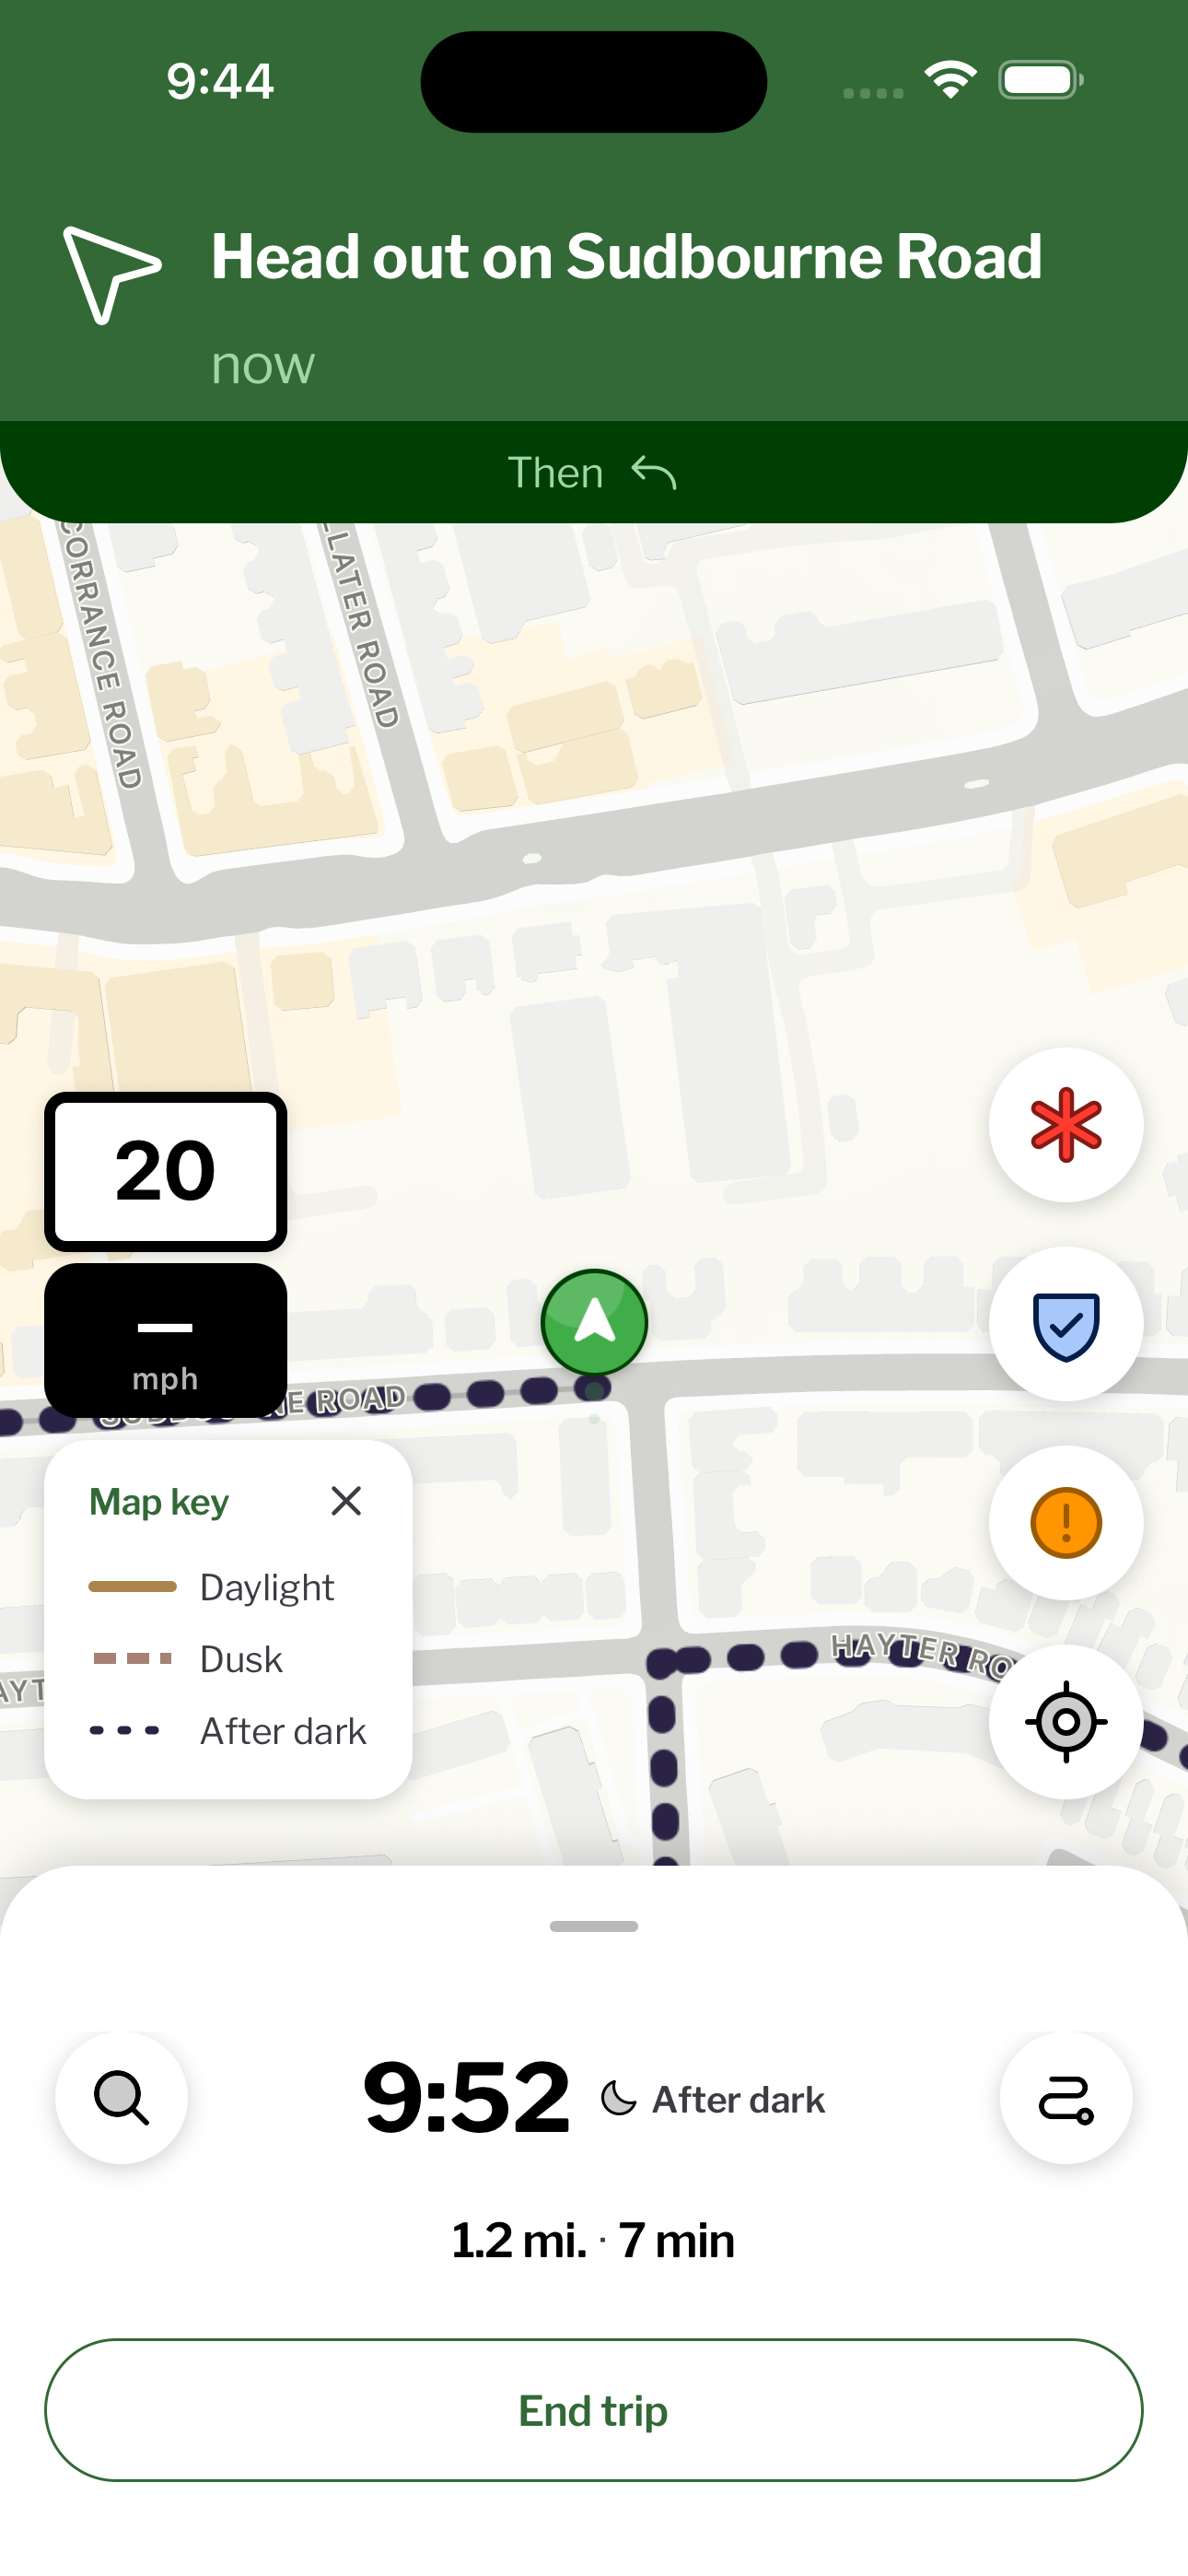 9:44
Head out on Sudbourne Road
now
Then
CORRANCE ROAD
LATER ROAD
20
mph
ROAD
Map key
Daylight
Dusk
After dark
HAYTER RO
9:52 After dark
1.2 mi. · 7 min
End trip